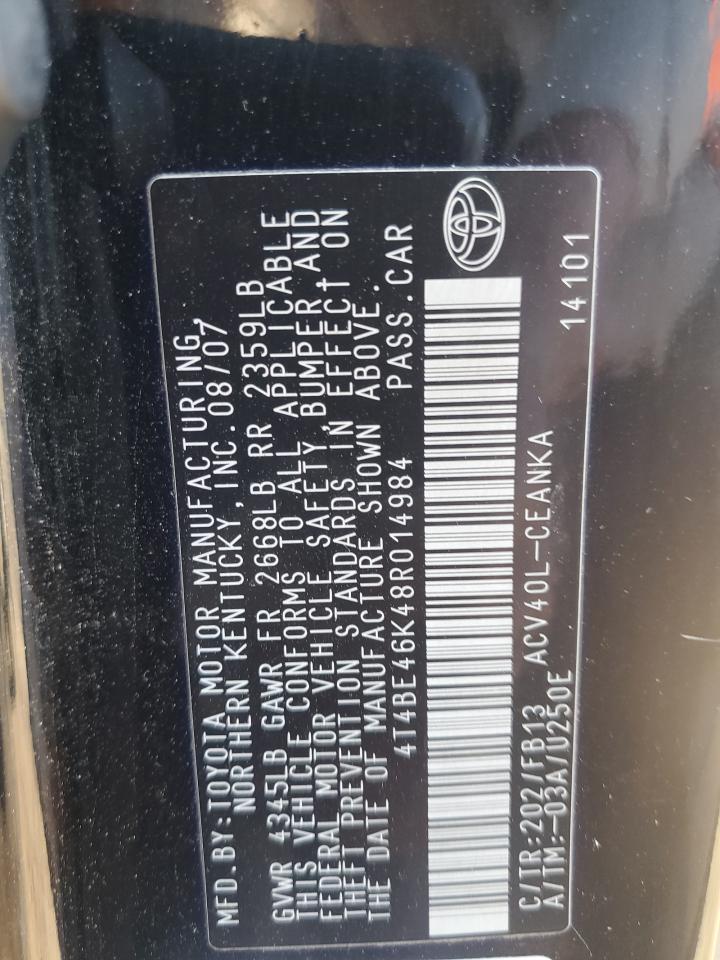 MFD.BY:TOYOTA MOTOR MANUFACTURING,
NORTHERN KENTUCKY,INC.08/07
GVWR 4345LB GAWR FR 2668LB RR 2359LB
THIS VEHICLE CONFORMS TO ALL APPLICABLE
FEDERAL MOTOR VEHICLE SAFETY,BUMPER,AND
THEFT PREVENTION STANDARDS IN EFFECT ON
THE DATE OF MANUFACTURE SHOWN ABOVE.
4T4BE46K48R014984 PASS.CAR
C/TR:202/FB13 ACV40L-CEANKA 14101
A/TM:-03A/U250E